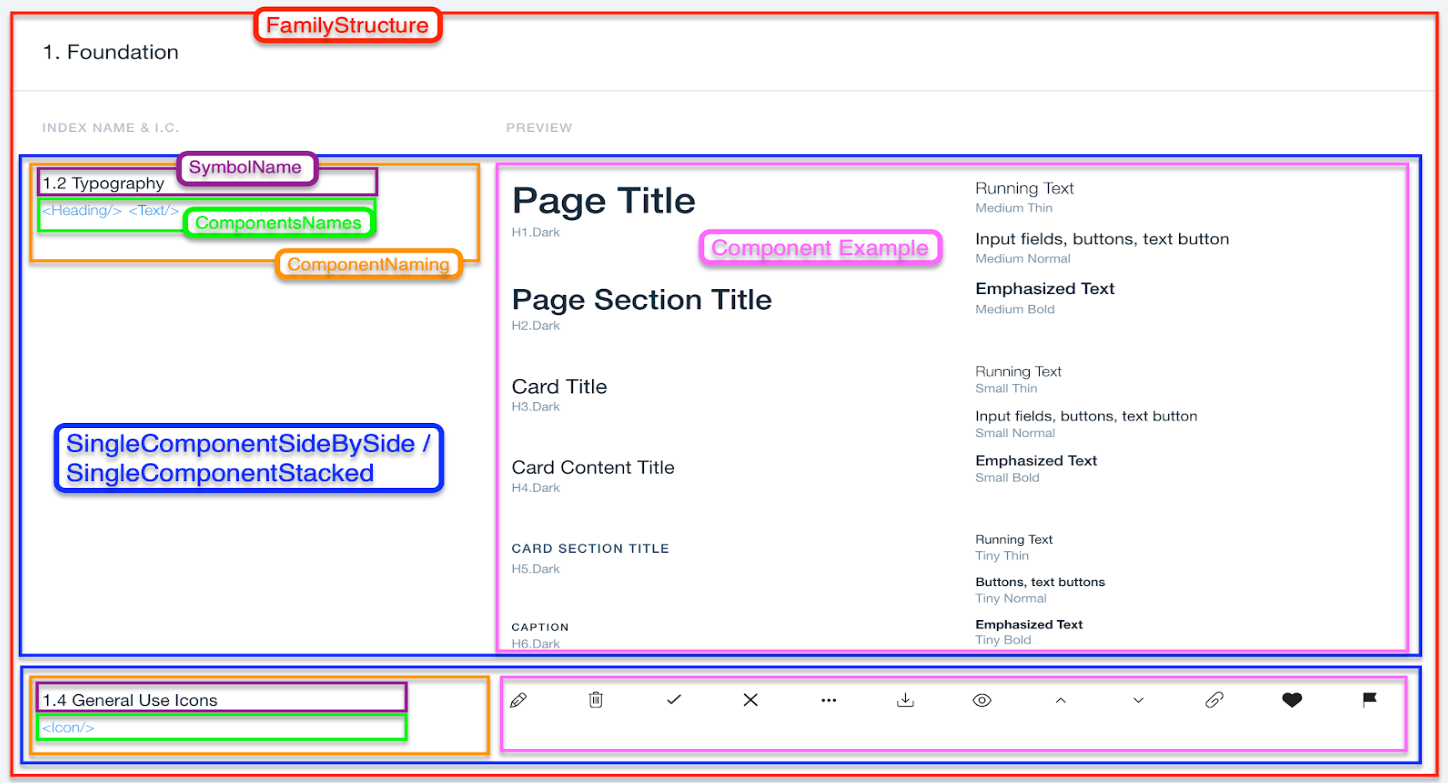 FamilyStructure
1. Foundation
INDEX NAME & I.C.
PREVIEW
SymbolName
1.2 Typography
<Heading/> <Text/>
ComponentsNames
ComponentNaming
SingleComponentSideBySide /
SingleComponentStacked
Component Example
Page Title
H1.Dark
Page Section Title
H2.Dark
Card Title
H3.Dark
Card Content Title
H4.Dark
CARD SECTION TITLE
H5.Dark
CAPTION
H6.Dark
Running Text
Medium Thin
Input fields, buttons, text button
Medium Normal
Emphasized Text
Medium Bold
Running Text
Small Thin
Input fields, buttons, text button
Small Normal
Emphasized Text
Small Bold
Running Text
Tiny Thin
Buttons, text buttons
Tiny Normal
Emphasized Text
Tiny Bold
1.4 General Use Icons
<Icon/>